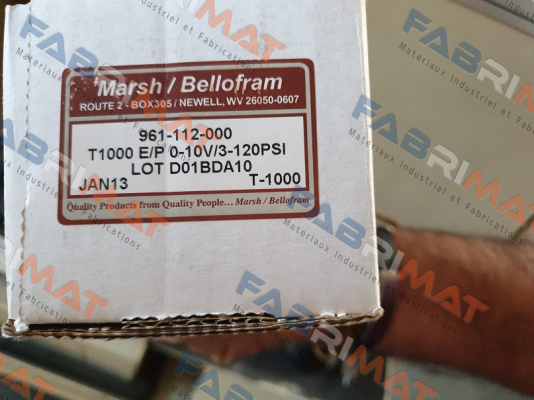 Marsh / Bellofram
ROUTE 2 - BOX305 / NEWELL, WV 26050-0607
961-112-000
T1000 E/P 0-10V/3-120PSI
LOT D01BDA10
JAN13 T-1000
Quality Products from Quality People... Marsh / Bellofram
FABRIMAT
Matériaux Industriel et Fabrications